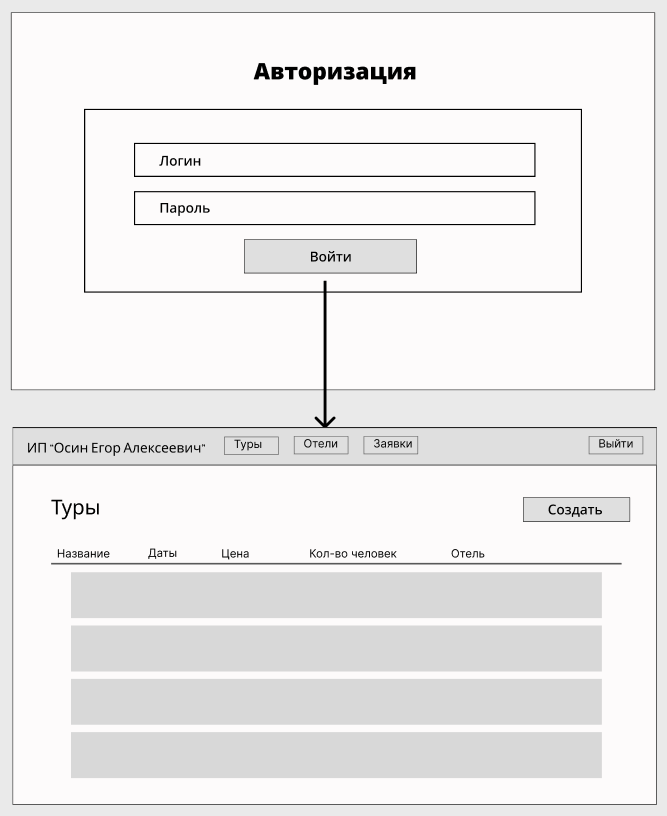 Авторизация
Логин
Пароль
Войти
ИП "Осин Егор Алексеевич" Туры Отели Заявки Выйти
Туры Создать
Название Даты Цена Кол-во человек Отель